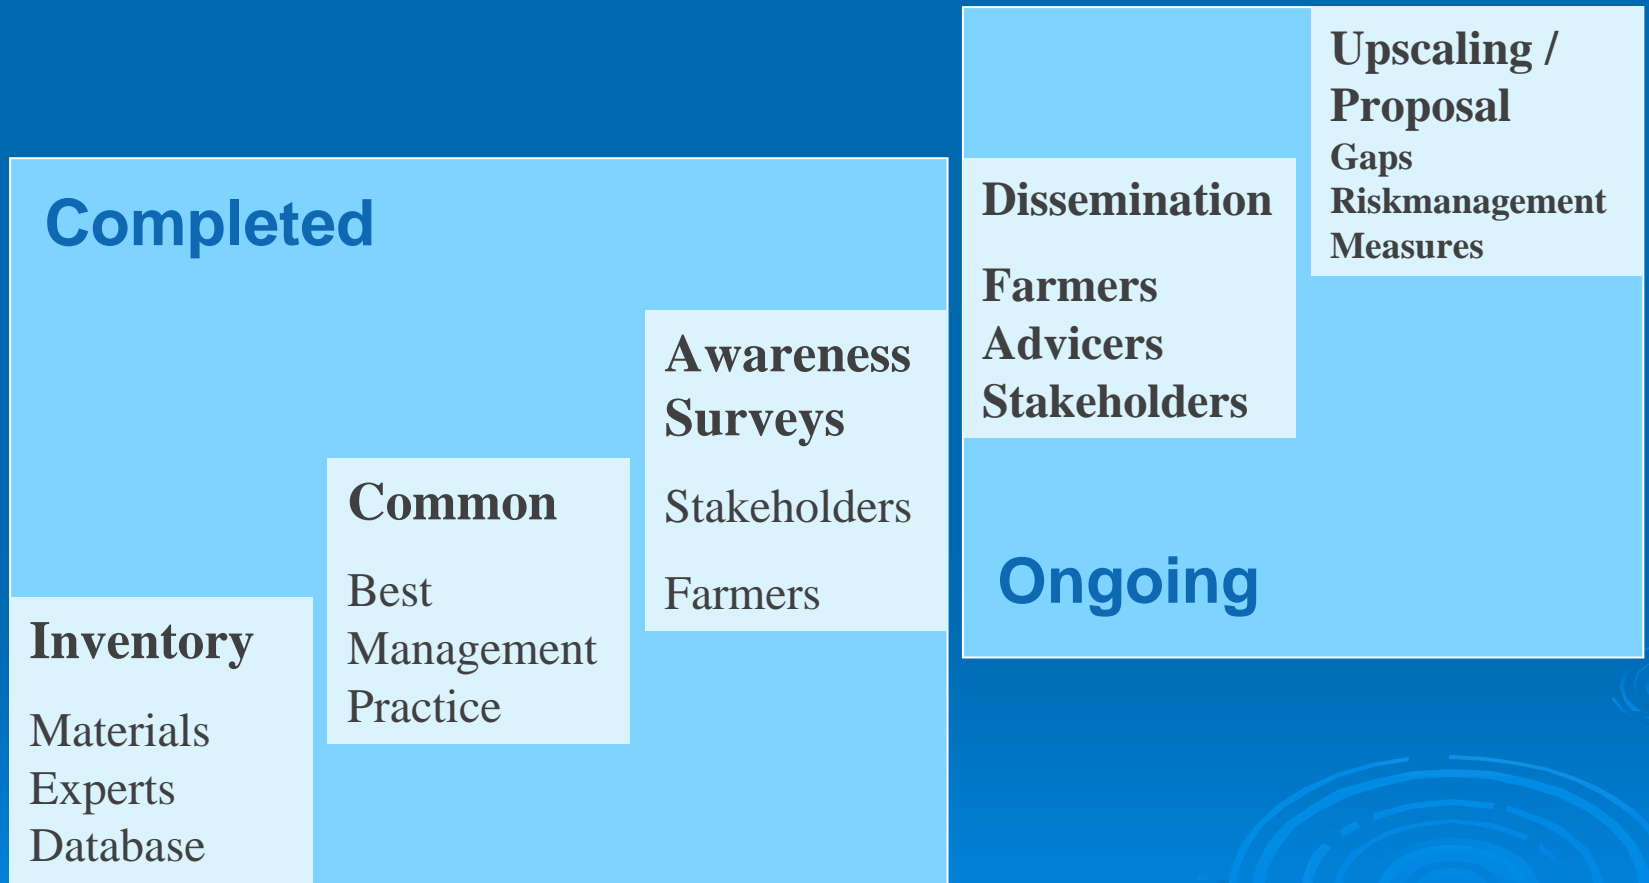 Completed
Inventory
Materials
Experts
Database
Common
Best
Management
Practice
Awareness
Surveys
Stakeholders
Farmers
Dissemination
Farmers
Advicers
Stakeholders
Upscaling /
Proposal
Gaps
Riskmanagement
Measures
Ongoing